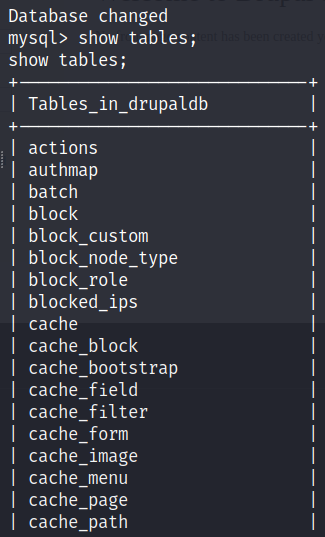 Database changed
mysql> show tables;
show tables;
+-----------------------------+
| Tables_in_drupaldb          |
+-----------------------------+
| actions                     |
| authmap                     |
| batch                       |
| block                       |
| block_custom                |
| block_node_type             |
| block_role                  |
| blocked_ips                 |
| cache                       |
| cache_block                 |
| cache_bootstrap             |
| cache_field                 |
| cache_filter                |
| cache_form                  |
| cache_image                 |
| cache_menu                  |
| cache_page                  |
| cache_path                  |